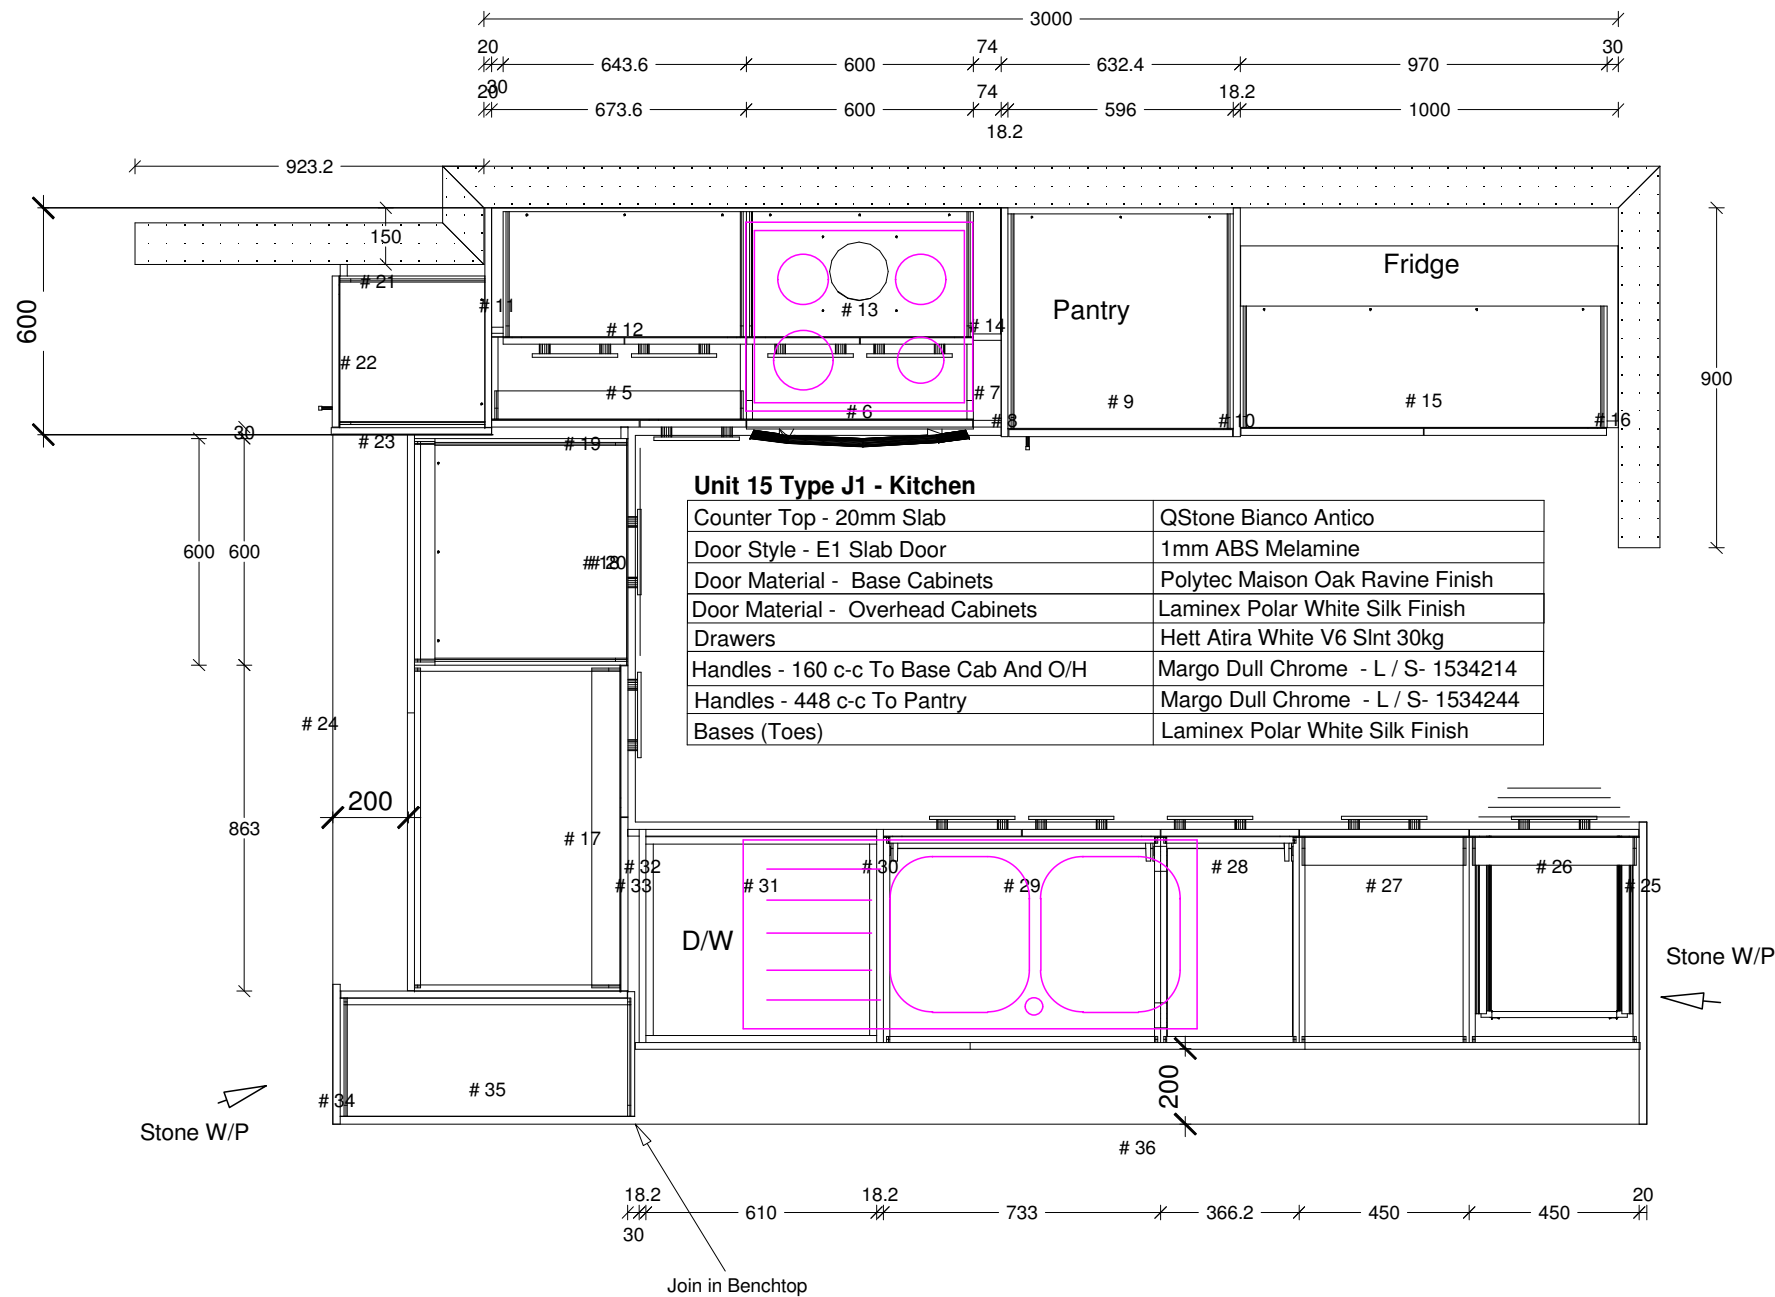 3000
20 643.6 600 74 632.4 970 30
20 30 673.6 600 74 18.2 596 18.2 1000
923.2
150
600
900
Fridge
Pantry
# 21
# 11
# 12
# 13
# 14
# 22
# 5
# 6
# 7
# 8
# 9
# 10
# 15
# 16
30
# 23
# 19
Unit 15 Type J1 - Kitchen
Counter Top - 20mm Slab QStone Bianco Antico
Door Style - E1 Slab Door 1mm ABS Melamine
Door Material - Base Cabinets Polytec Maison Oak Ravine Finish
Door Material - Overhead Cabinets Laminex Polar White Silk Finish
Drawers Hett Atira White V6 Slnt 30kg
Handles - 160 c-c To Base Cab And O/H Margo Dull Chrome - L / S- 1534214
Handles - 448 c-c To Pantry Margo Dull Chrome - L / S- 1534244
Bases (Toes) Laminex Polar White Silk Finish
600 600
# 18
# 20
# 24
200
863
# 17
# 32
# 33
# 31
# 30
# 29
# 28
# 27
# 26
# 25
D/W
Stone W/P
# 34
# 35
Stone W/P
200
# 36
18.2 30 610 18.2 733 366.2 450 450 20
Join in Benchtop